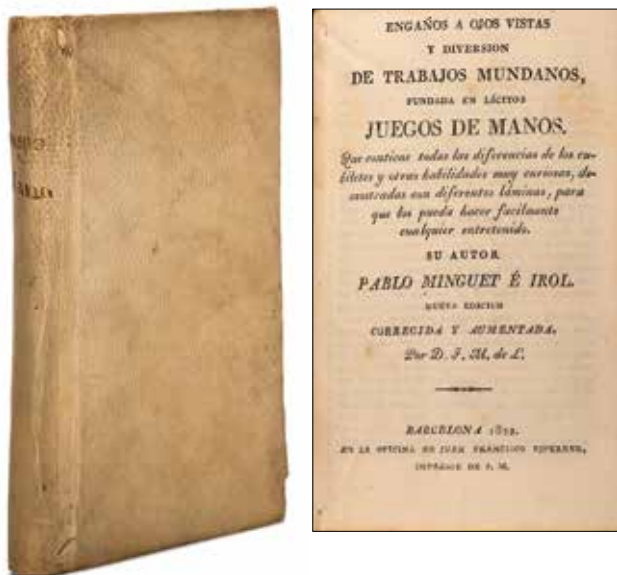 ENGAÑOS A OJOS VISTAS
Y DIVERSION
DE TRABAJOS MUNDANOS,
FUNDADA EN LÍCITOS
JUEGOS DE MANOS.
Que contiene todas las diferencias de los cu-
biletes y otras habilidades muy curiosas, de-
mostradas con diferentes láminas, para
que los pueda hacer facilmente
cualquier entretenido.
SU AUTOR
PABLO MINGUET É IROL.
NUEVA EDICION
CORREGIDA Y AUMENTADA.
Por D. J. M. de L.
BARCELONA
EN LA OFICINA DE JUAN FRANCISCO PIFERRER,
IMPRESOR DE S. M.